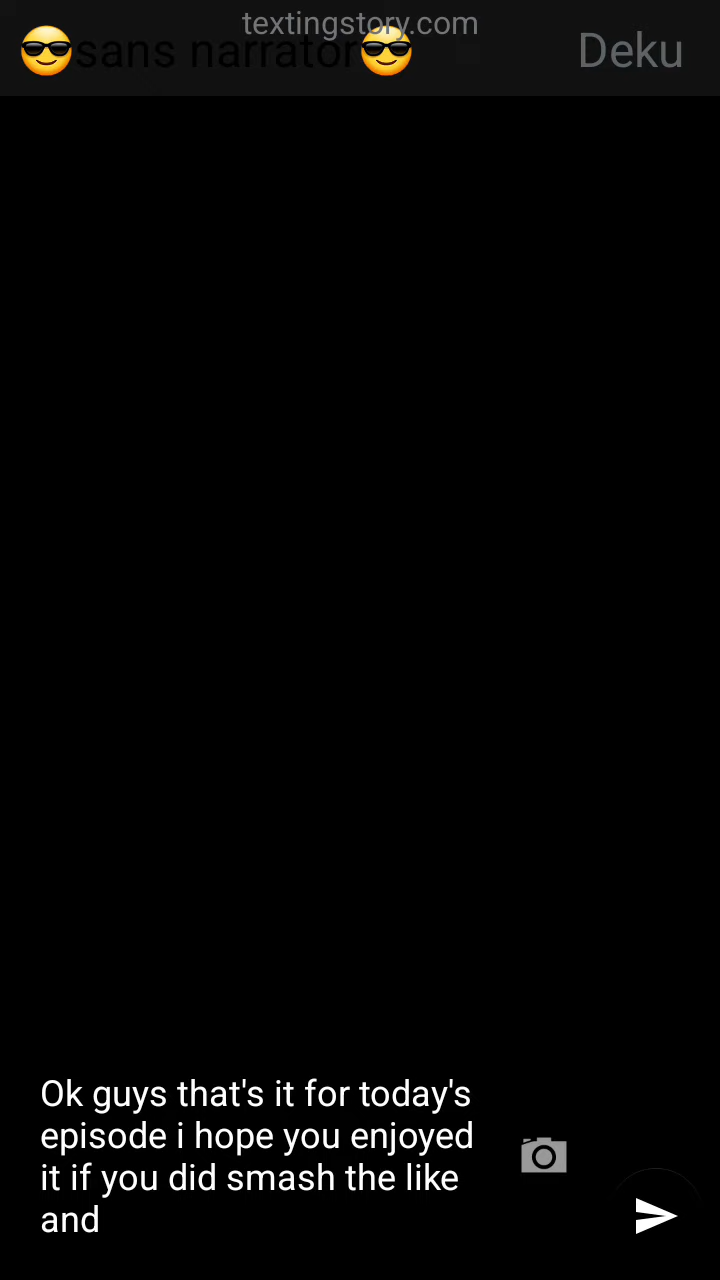 textingstory.com
😎sans narrator😎 Deku
Ok guys that's it for today's
episode i hope you enjoyed
it if you did smash the like
and